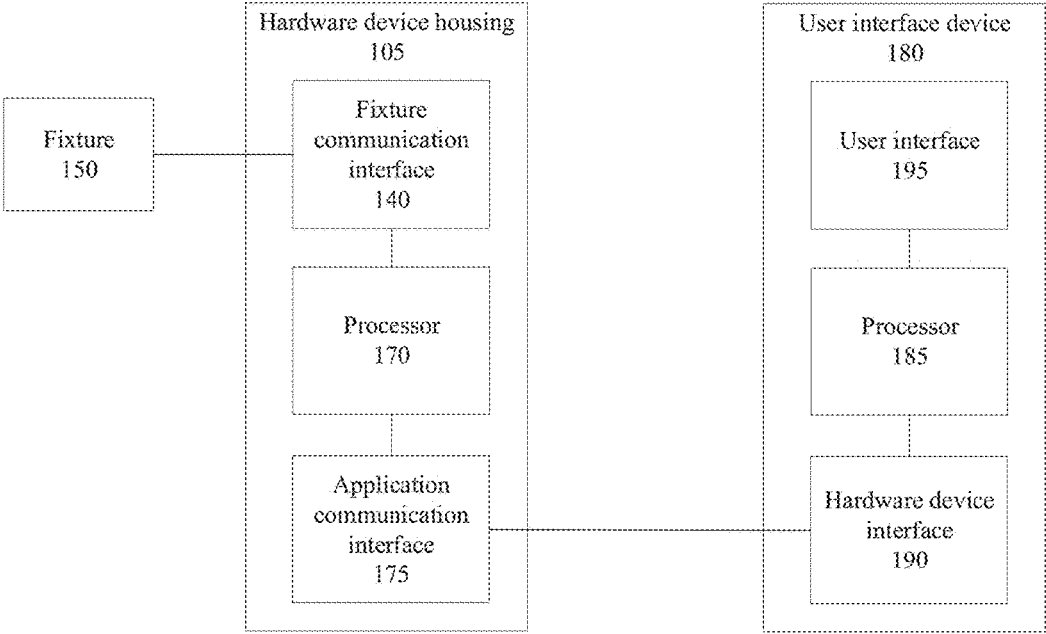 Hardware device housing
105
Fixture
150
Fixture
communication
interface
140
Processor
170
Application
communication
interface
175
User interface device
180
User interface
195
Processor
185
Hardware device
interface
190